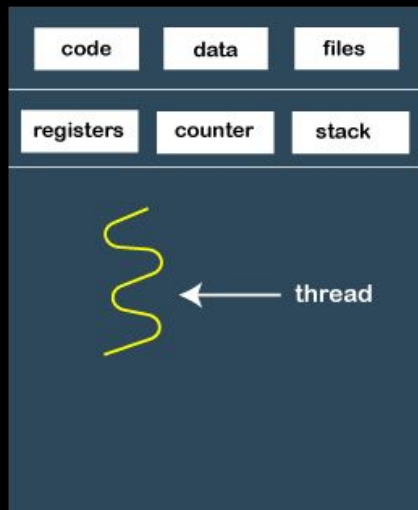 code data files
registers counter stack
thread